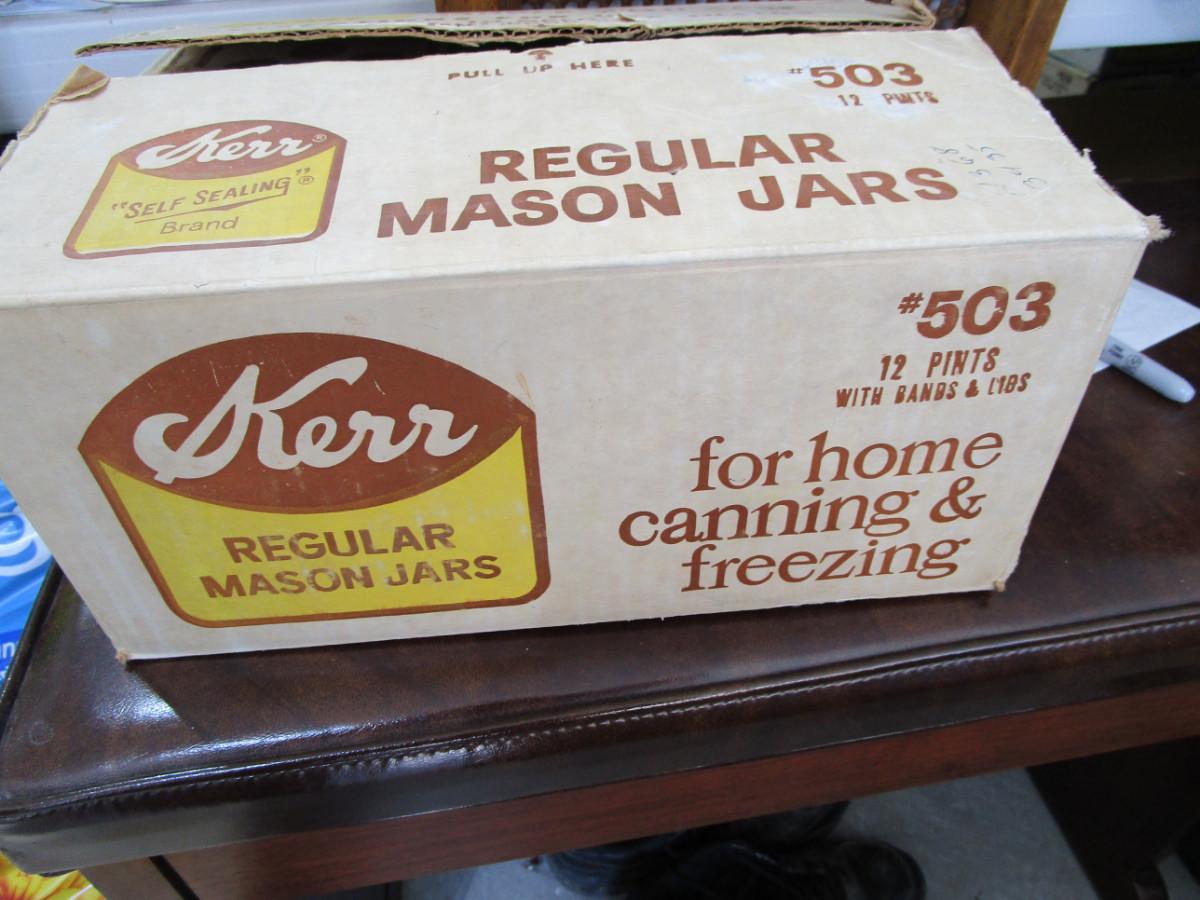 PULL UP HERE
#503
12 PINTS
Kerr®
"SELF SEALING"®
Brand
REGULAR
MASON JARS
#503
12 PINTS
WITH BANDS & LIDS
Kerr
REGULAR
MASON JARS
for home
canning &
freezing